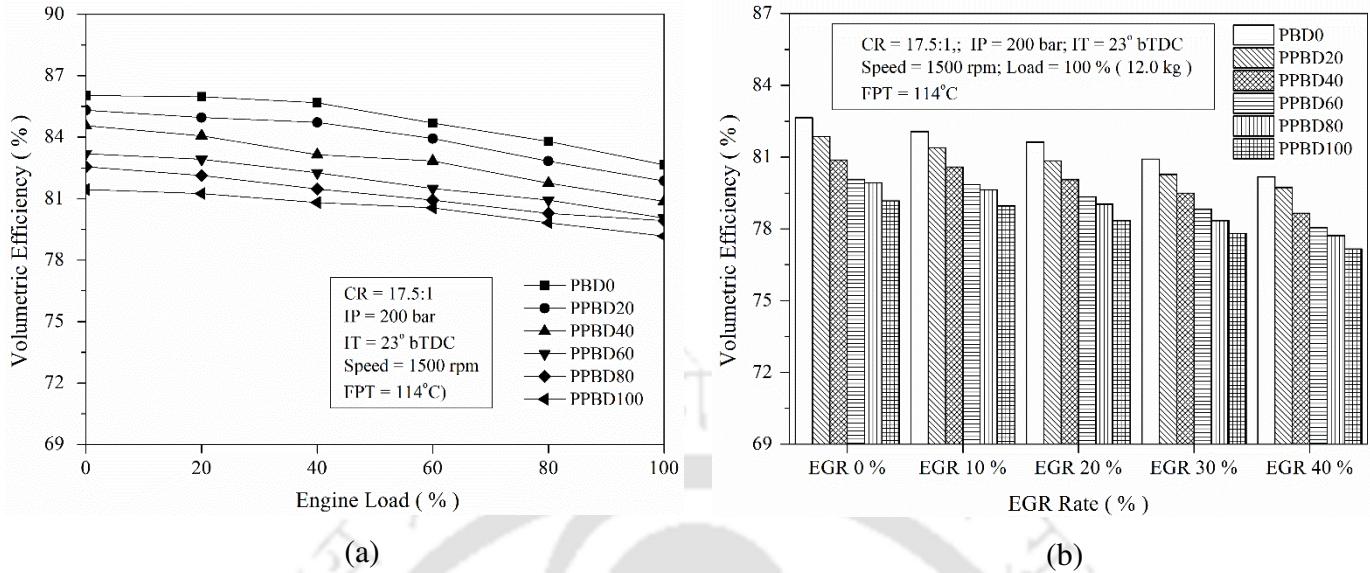 90
87
84
81
78
75
72
69
Volumetric Efficiency ( % )
0 20 40 60 80 100
Engine Load ( % )
CR = 17.5:1
IP = 200 bar
IT = 23° bTDC
Speed = 1500 rpm
FPT = 114°C)
PBD0
PPBD20
PPBD40
PPBD60
PPBD80
PPBD100
(a)
87
84
81
78
75
72
69
Volumetric Efficiency ( % )
CR = 17.5:1,; IP = 200 bar; IT = 23° bTDC
Speed = 1500 rpm; Load = 100 % ( 12.0 kg )
FPT = 114°C
PBD0
PPBD20
PPBD40
PPBD60
PPBD80
PPBD100
EGR 0 % EGR 10 % EGR 20 % EGR 30 % EGR 40 %
EGR Rate ( % )
(b)